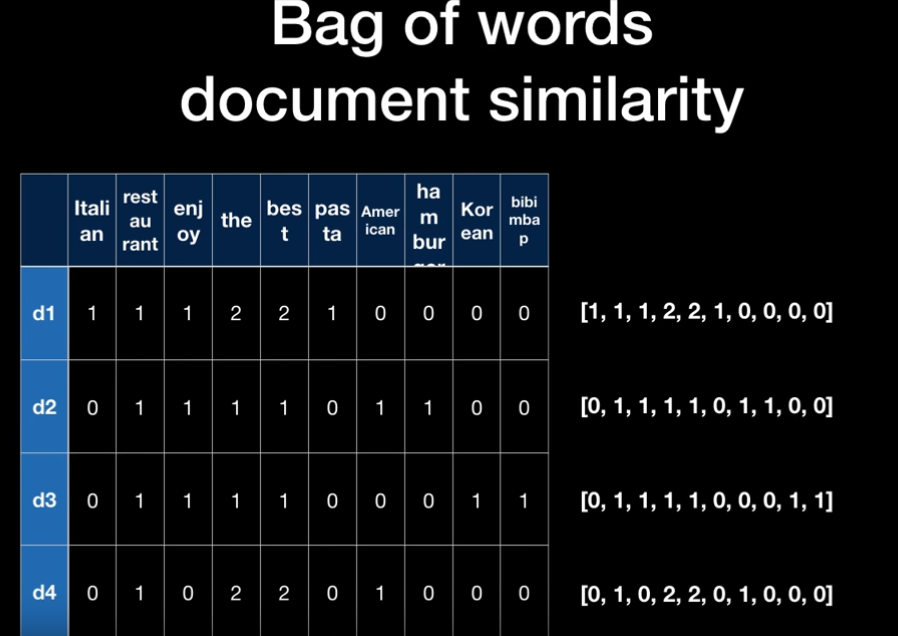 Bag of words
document similarity
Itali an rest au rant enj oy the bes t pas ta Amer ican ha m bur Kor ean bibi mba p
d1 1 1 1 2 2 1 0 0 0 0 [1, 1, 1, 2, 2, 1, 0, 0, 0, 0]
d2 0 1 1 1 1 0 1 1 0 0 [0, 1, 1, 1, 1, 0, 1, 1, 0, 0]
d3 0 1 1 1 1 0 0 0 1 1 [0, 1, 1, 1, 1, 0, 0, 0, 1, 1]
d4 0 1 0 2 2 0 1 0 0 0 [0, 1, 0, 2, 2, 0, 1, 0, 0, 0]